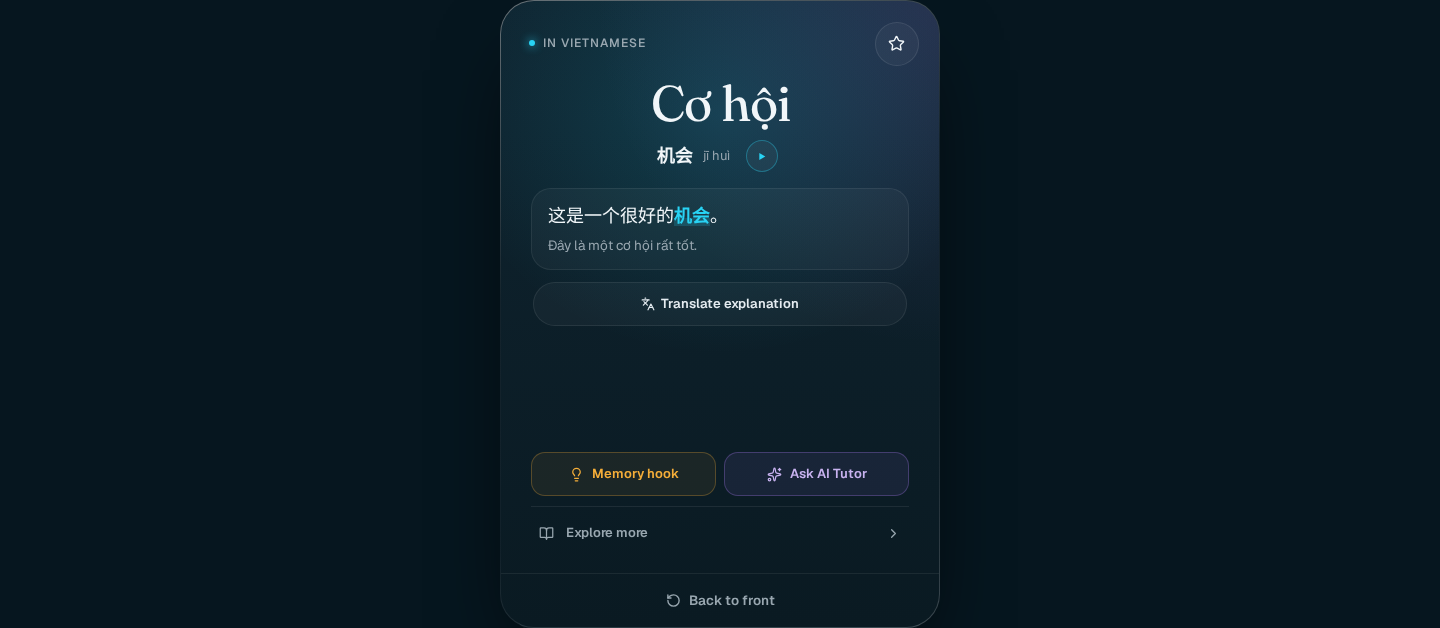 IN VIETNAMESE
Cơ hội
机会 jī huì
这是一个很好的机会。
Đây là một cơ hội rất tốt.
Translate explanation
Memory hook
Ask AI Tutor
Explore more
Back to front